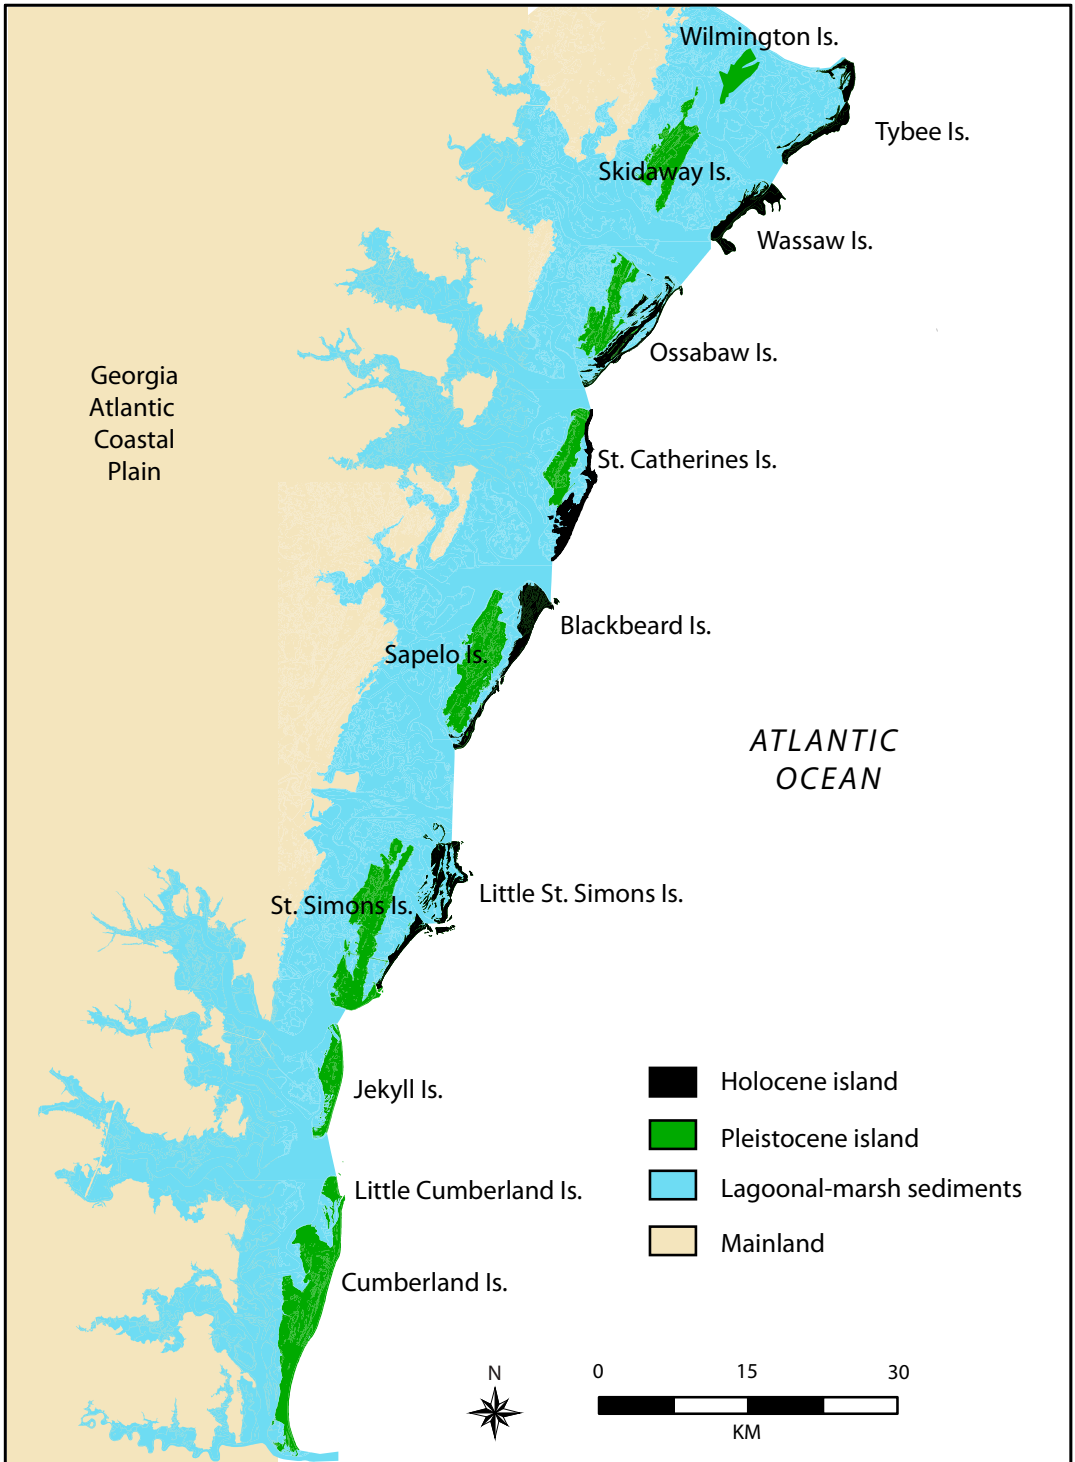 Wilmington Is.
Tybee Is.
Skidaway Is.
Wassaw Is.
Ossabaw Is.
Georgia
Atlantic
Coastal
Plain
St. Catherines Is.
Blackbeard Is.
Sapelo Is.
ATLANTIC
OCEAN
Little St. Simons Is.
St. Simons Is.
Jekyll Is.
Little Cumberland Is.
Cumberland Is.
Holocene island
Pleistocene island
Lagoonal-marsh sediments
Mainland
N
0 15 30
KM